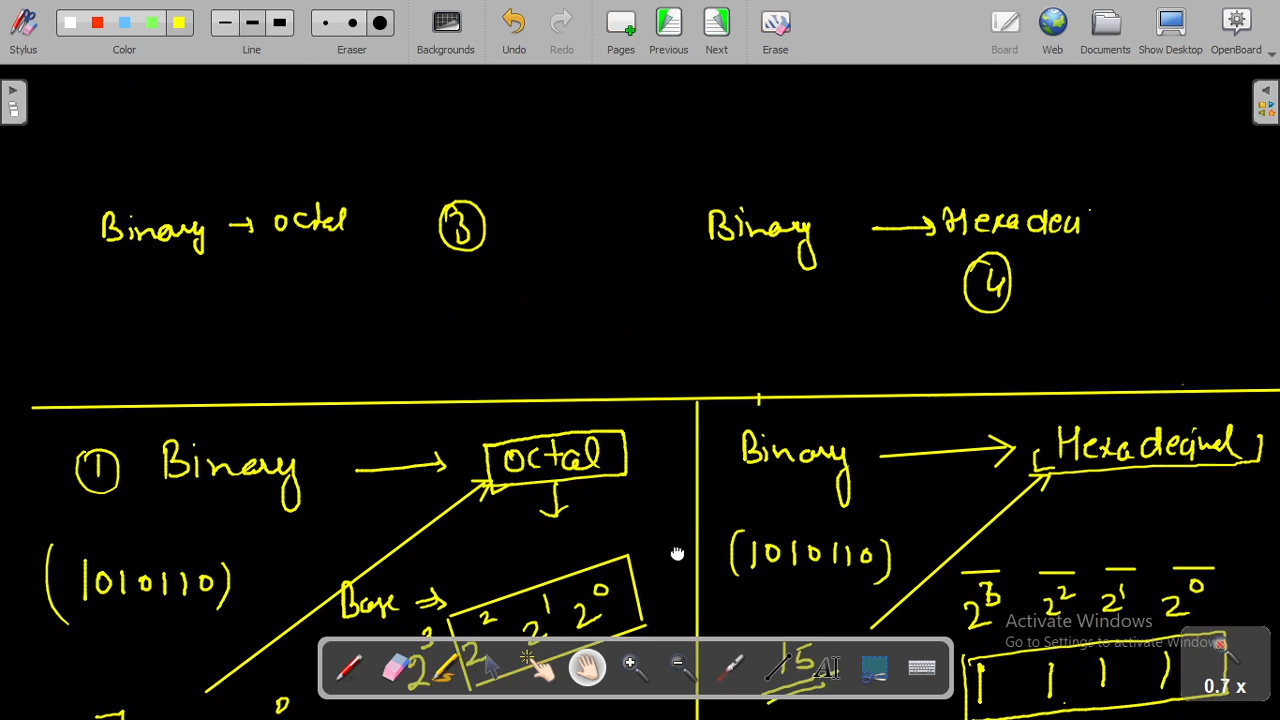 Stylus Color Line Eraser Backgrounds Undo Redo Pages Previous Next Erase Board Web Documents Show Desktop OpenBoard
Binary → octal ③
Binary → Hexadeci
④
① Binary → octal
Binary → Hexadecimal
(1010110)
(1010110)
Base ⇒ 2² 2¹ 2⁰
2³
2³ 2² 2¹ 2⁰
Activate Windows
Go to Settings to activate Windows.
15
1 1 1 1
0.7 x